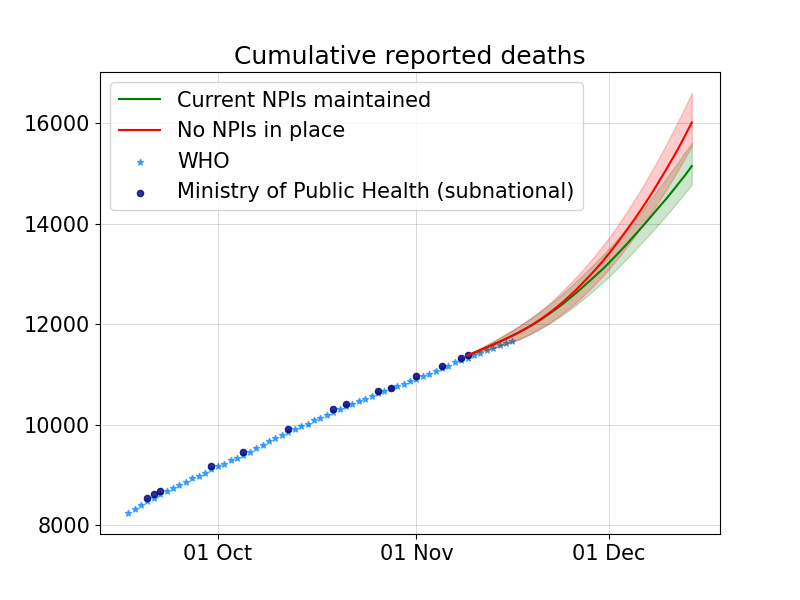 Cumulative reported deaths
Current NPIs maintained
No NPIs in place
WHO
Ministry of Public Health (subnational)
16000
14000
12000
10000
8000
01 Oct
01 Nov
01 Dec